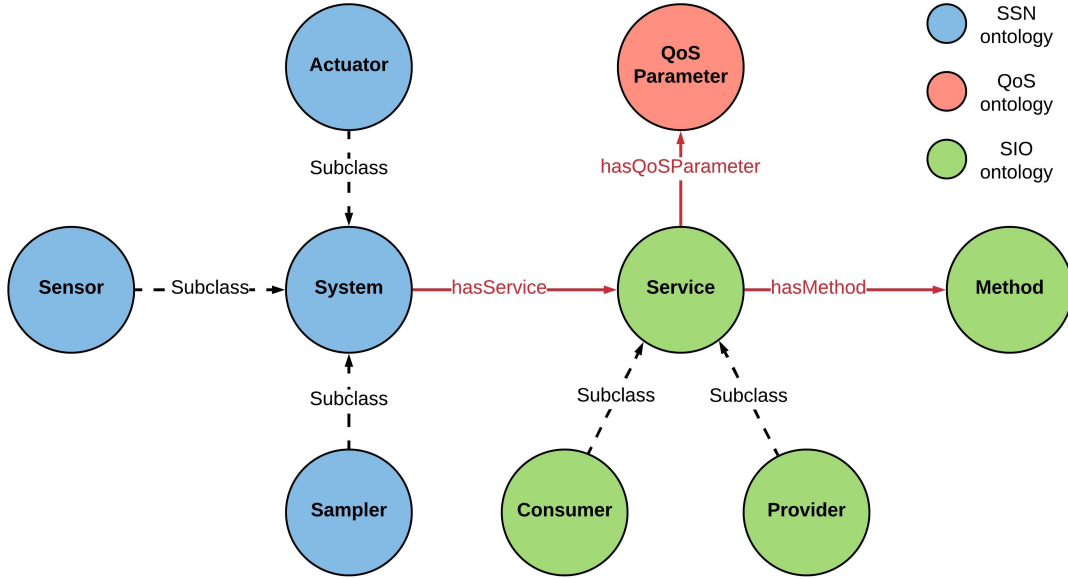 Actuator
QoS
Parameter
SSN
ontology
QoS
ontology
SIO
ontology
Subclass
hasQoSParameter
Sensor
Subclass
System
hasService
Service
hasMethod
Method
Subclass
Subclass
Subclass
Sampler
Consumer
Provider